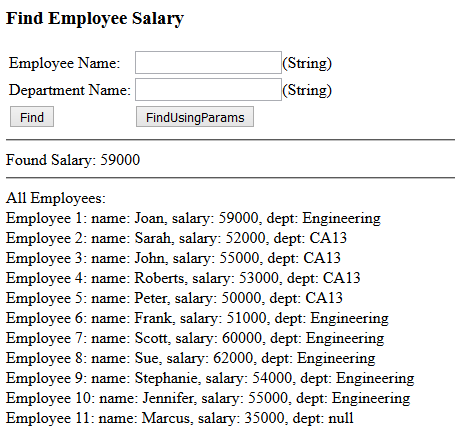 Find Employee Salary
Employee Name: (String)
Department Name: (String)
Find FindUsingParams
Found Salary: 59000
All Employees:
Employee 1: name: Joan, salary: 59000, dept: Engineering
Employee 2: name: Sarah, salary: 52000, dept: CA13
Employee 3: name: John, salary: 55000, dept: CA13
Employee 4: name: Roberts, salary: 53000, dept: CA13
Employee 5: name: Peter, salary: 50000, dept: CA13
Employee 6: name: Frank, salary: 51000, dept: Engineering
Employee 7: name: Scott, salary: 60000, dept: Engineering
Employee 8: name: Sue, salary: 62000, dept: Engineering
Employee 9: name: Stephanie, salary: 54000, dept: Engineering
Employee 10: name: Jennifer, salary: 55000, dept: Engineering
Employee 11: name: Marcus, salary: 35000, dept: null